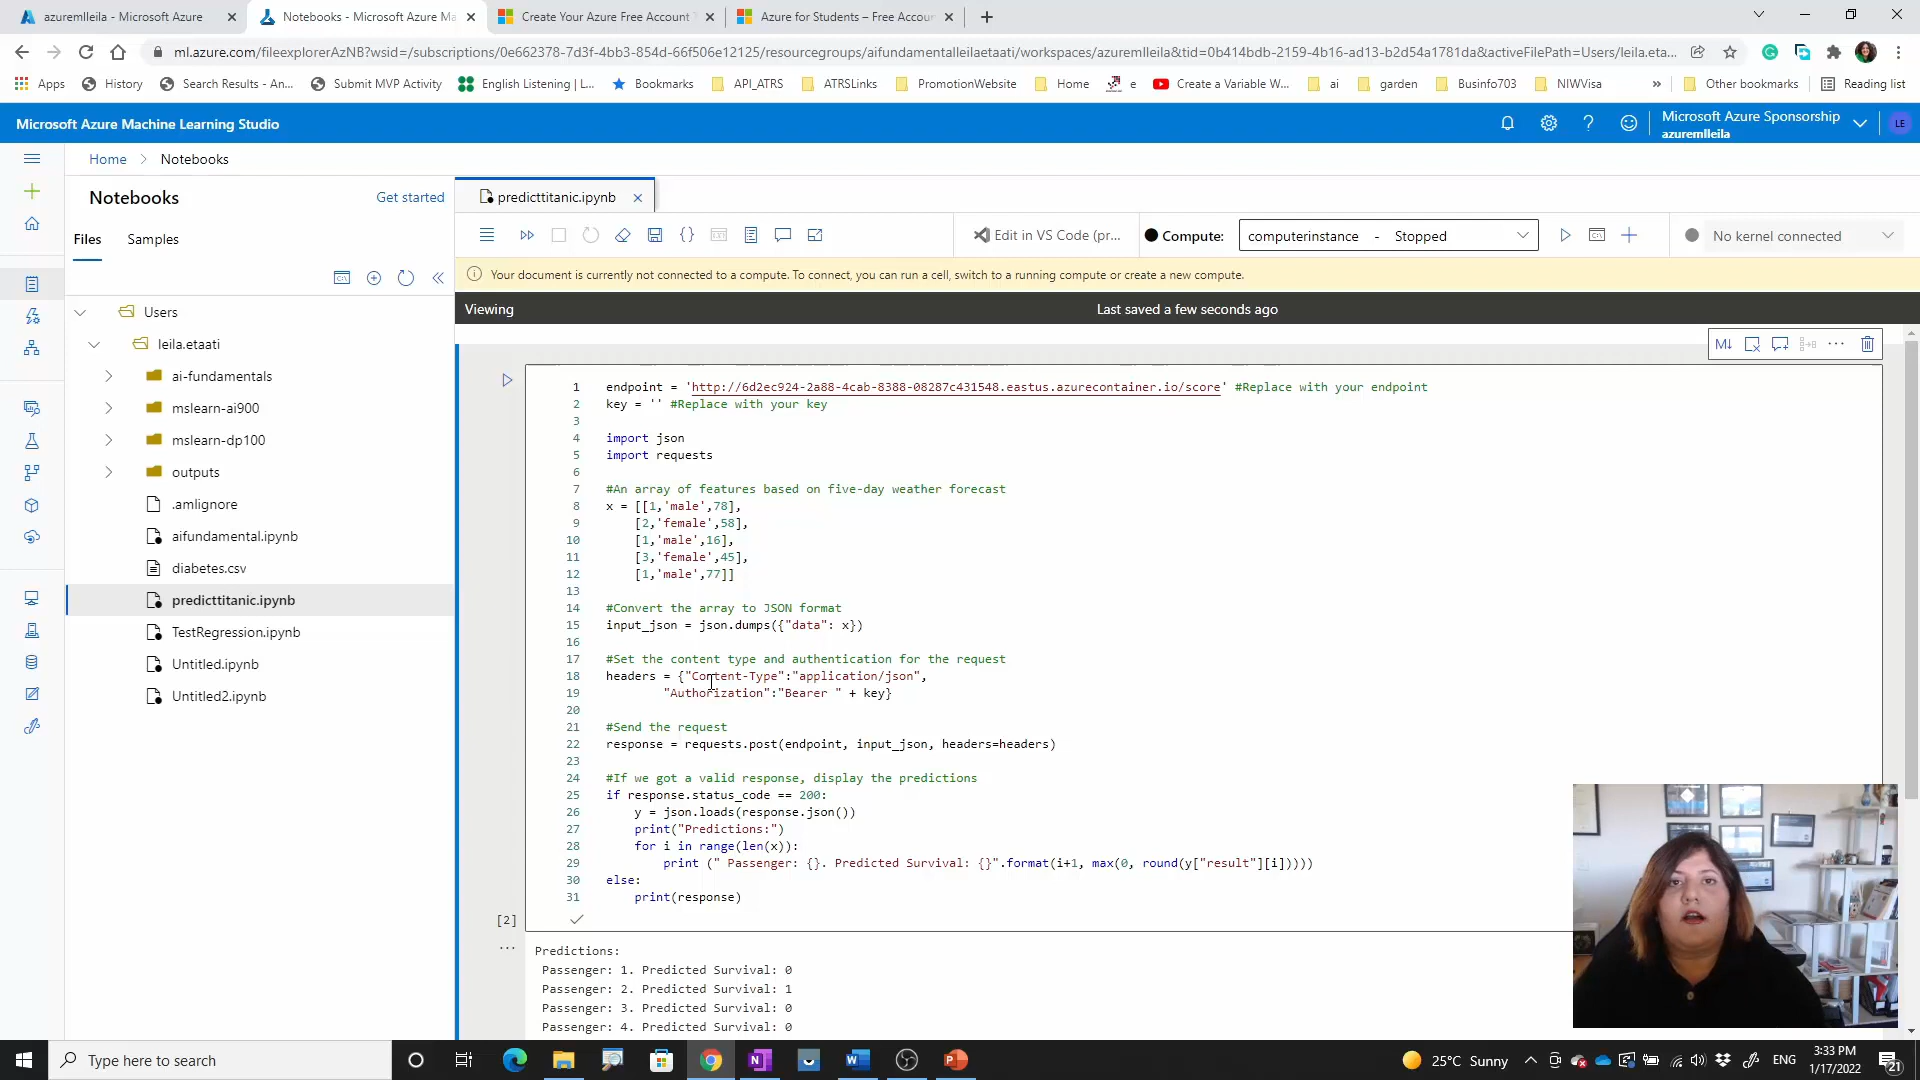 azuremlleila - Microsoft Azure
Notebooks - Microsoft Azure Ma
Create Your Azure Free Account
Azure for Students – Free Accoun
ml.azure.com/fileexplorerAzNB?wsid=/subscriptions/0e662378-7d3f-4bb3-854d-66f506e12125/resourcegroups/aifundamentalleilaetaati/workspaces/azuremlleila&tid=0b414bdb-2159-4b16-ad13-b2d54a1781da&activeFilePath=Users/leila.eta...
Apps
History
Search Results - An...
Submit MVP Activity
English Listening | L...
Bookmarks
API_ATRS
ATRSLinks
PromotionWebsite
Home
e
Create a Variable W...
ai
garden
Businfo703
NIWVisa
»
Other bookmarks
Reading list
Microsoft Azure Machine Learning Studio
Microsoft Azure Sponsorship
azuremlleila
LE
Home > Notebooks
Notebooks
Get started
Files
Samples
Users
leila.etaati
ai-fundamentals
mslearn-ai900
mslearn-dp100
outputs
.amlignore
aifundamental.ipynb
diabetes.csv
predicttitanic.ipynb
TestRegression.ipynb
Untitled.ipynb
Untitled2.ipynb
predicttitanic.ipynb
Edit in VS Code (pr...
Compute:
computerinstance - Stopped
No kernel connected
Your document is currently not connected to a compute. To connect, you can run a cell, switch to a running compute or create a new compute.
Viewing
Last saved a few seconds ago
M↓
1 endpoint = 'http://6d2ec924-2a88-4cab-8388-08287c431548.eastus.azurecontainer.io/score' #Replace with your endpoint
2 key = '' #Replace with your key
3
4 import json
5 import requests
6
7 #An array of features based on five-day weather forecast
8 x = [[1,'male',78],
9 [2,'female',58],
10 [1,'male',16],
11 [3,'female',45],
12 [1,'male',77]]
13
14 #Convert the array to JSON format
15 input_json = json.dumps({"data": x})
16
17 #Set the content type and authentication for the request
18 headers = {"Content-Type":"application/json",
19 "Authorization":"Bearer " + key}
20
21 #Send the request
22 response = requests.post(endpoint, input_json, headers=headers)
23
24 #If we got a valid response, display the predictions
25 if response.status_code == 200:
26 y = json.loads(response.json())
27 print("Predictions:")
28 for i in range(len(x)):
29 print (" Passenger: {}. Predicted Survival: {}".format(i+1, max(0, round(y["result"][i]))))
30 else:
31 print(response)
[2]
Predictions:
Passenger: 1. Predicted Survival: 0
Passenger: 2. Predicted Survival: 1
Passenger: 3. Predicted Survival: 0
Passenger: 4. Predicted Survival: 0
Type here to search
25°C Sunny
ENG
3:33 PM
1/17/2022
21